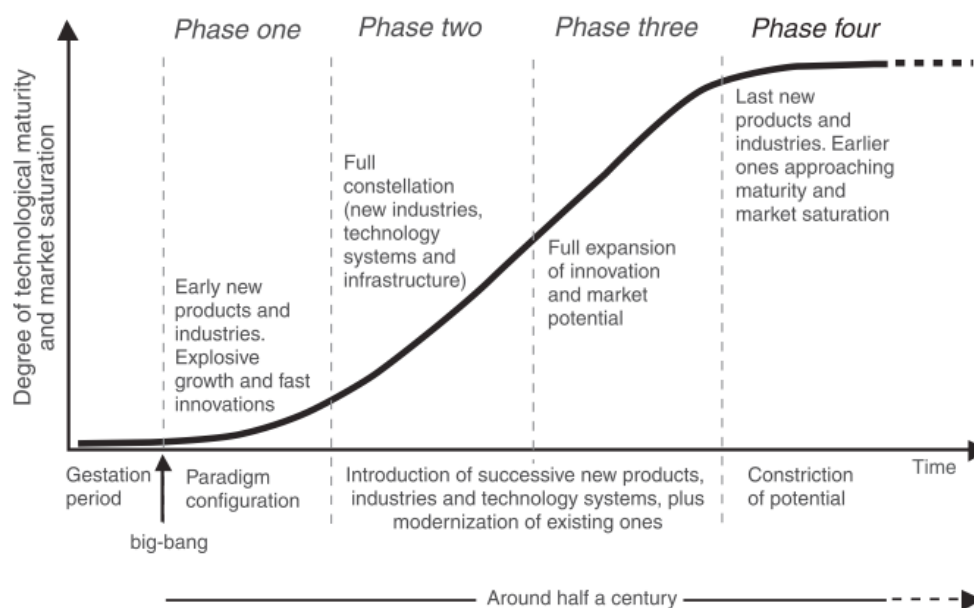 Phase one
Phase two
Phase three
Phase four
Degree of technological maturity
and market saturation
Early new
products and
industries.
Explosive
growth and fast
innovations
Full
constellation
(new industries,
technology
systems and
infrastructure)
Full expansion
of innovation
and market
potential
Last new
products and
industries. Earlier
ones approaching
maturity and
market saturation
Gestation
period
Paradigm
configuration
Introduction of successive new products,
industries and technology systems, plus
modernization of existing ones
Constriction
of potential
Time
big-bang
Around half a century